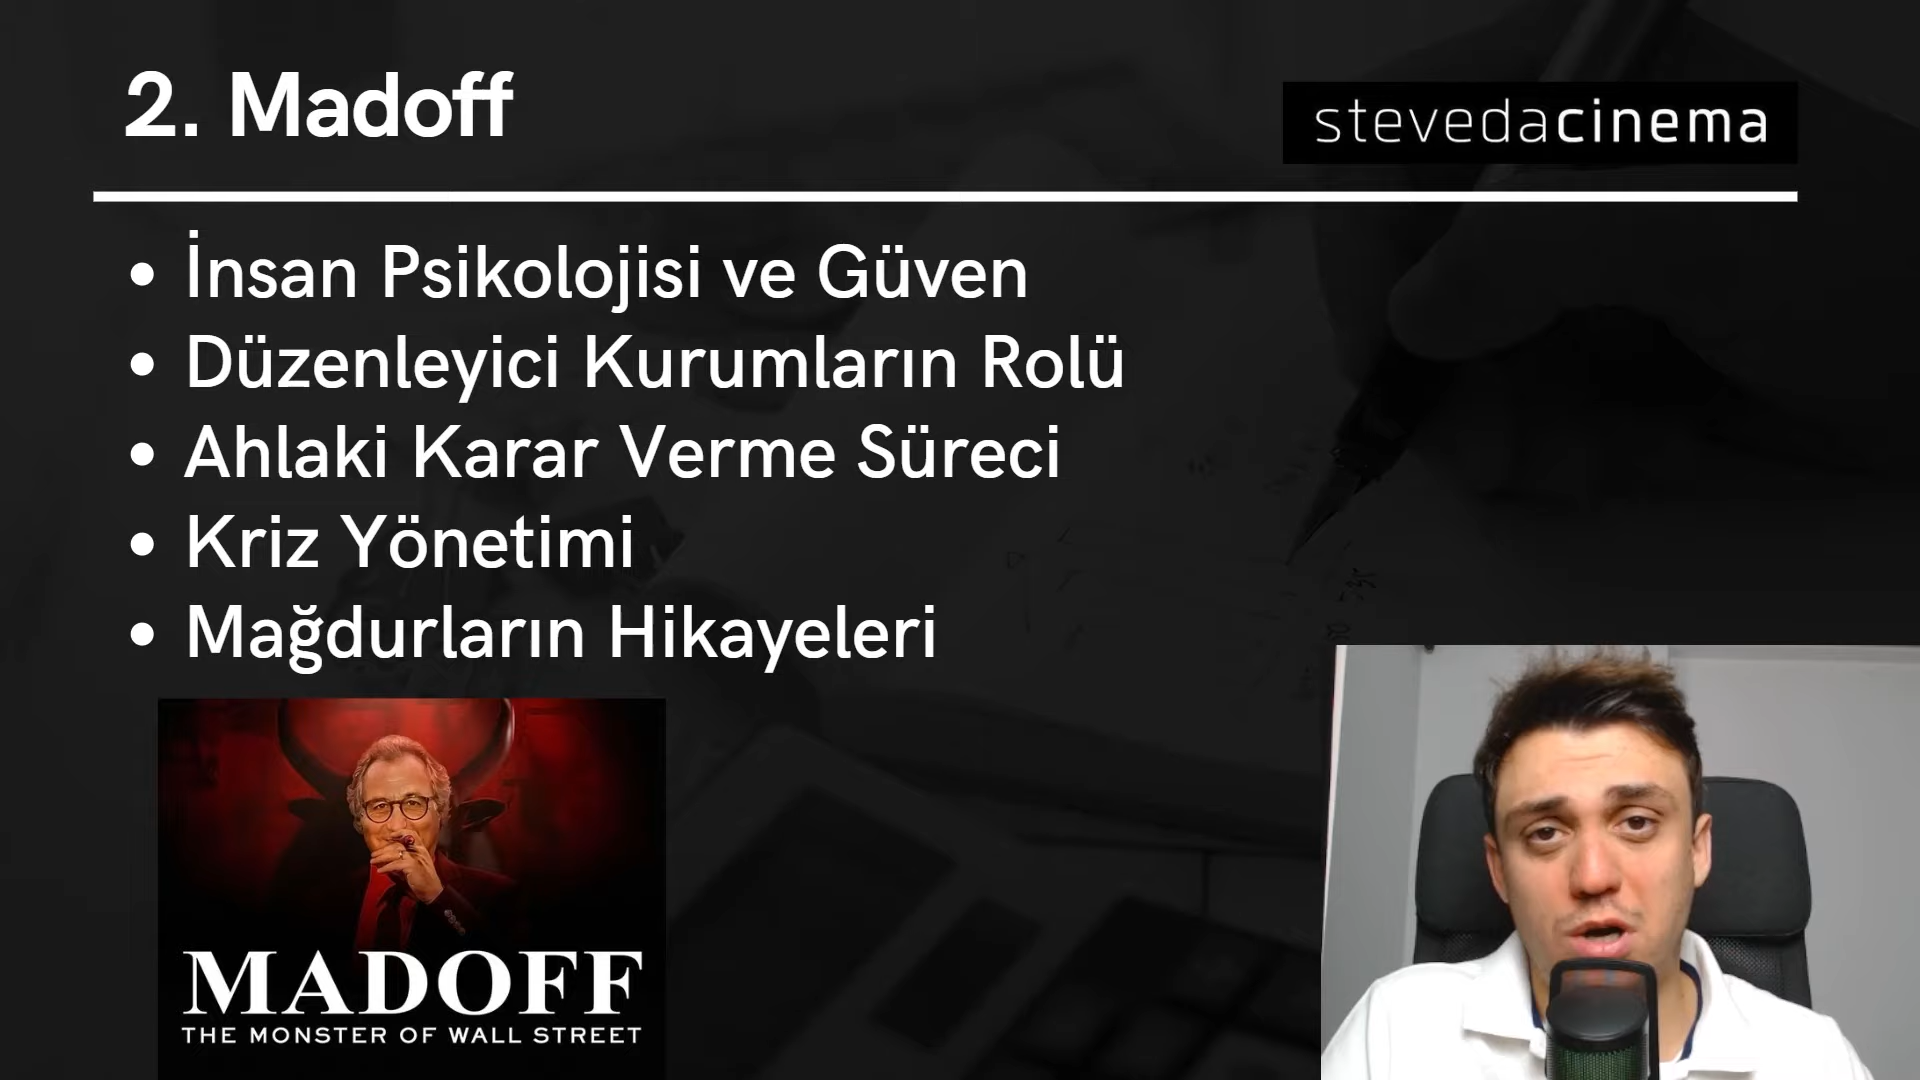 2. Madoff
stevedacinema
• İnsan Psikolojisi ve Güven
• Düzenleyici Kurumların Rolü
• Ahlaki Karar Verme Süreci
• Kriz Yönetimi
• Mağdurların Hikayeleri
MADOFF
THE MONSTER OF WALL STREET